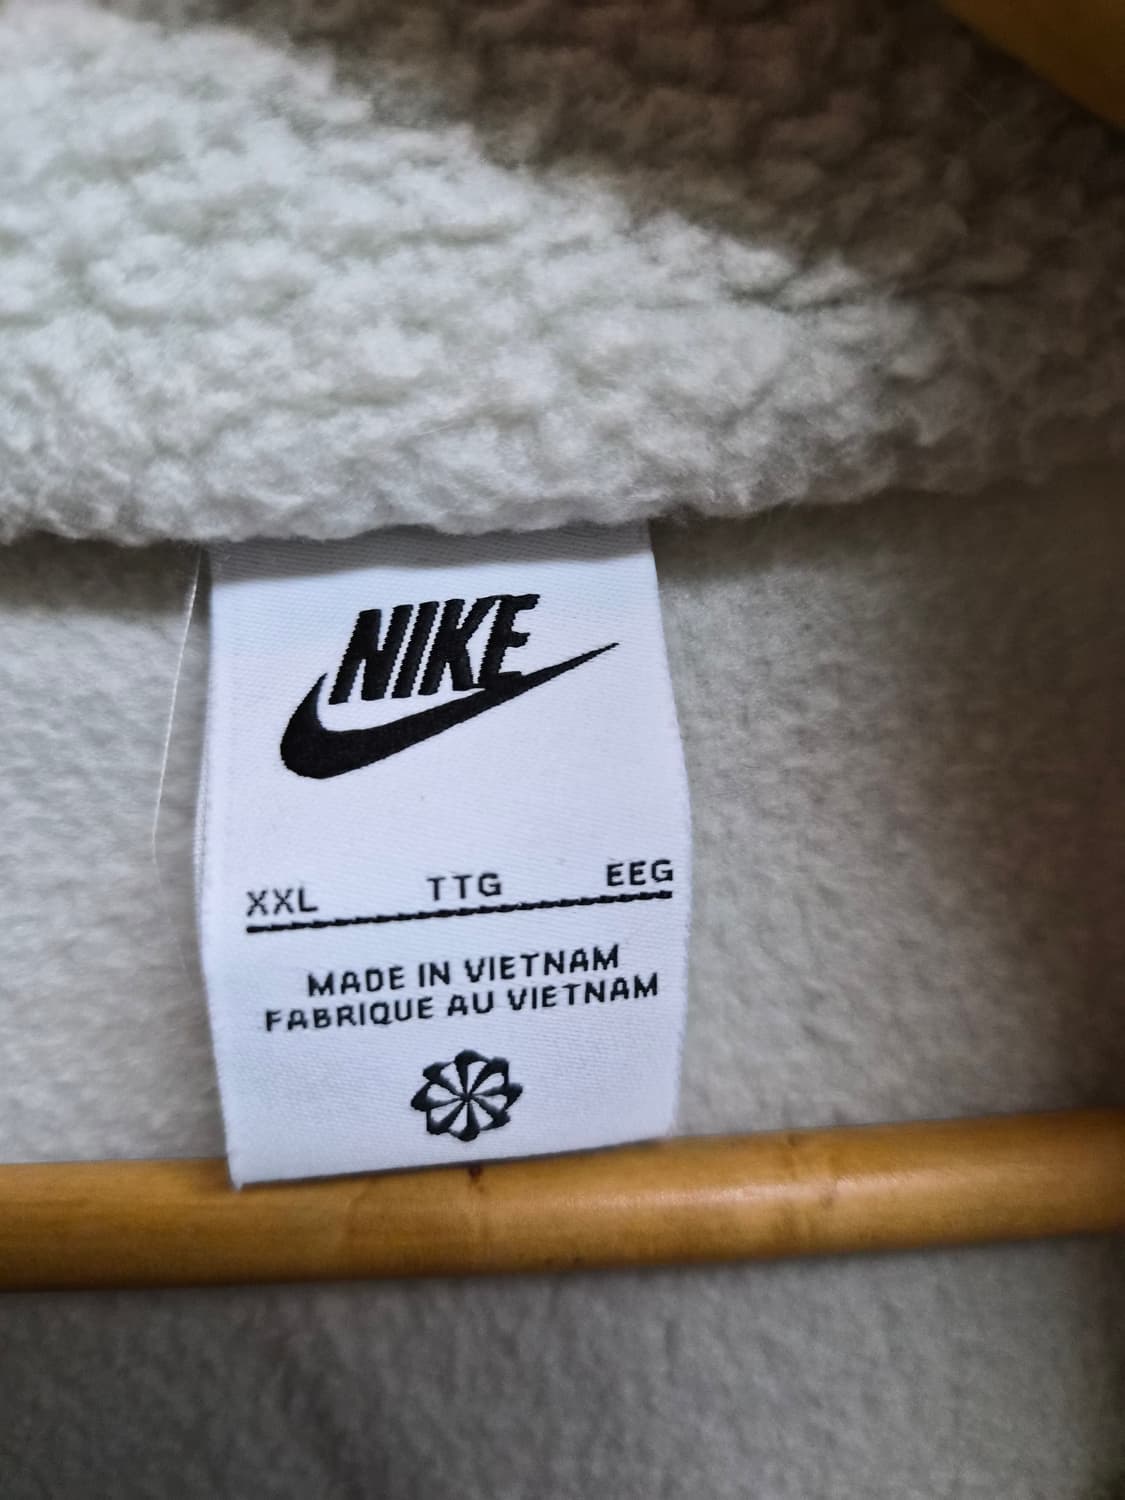 NIKE
XXL TTG EEG
MADE IN VIETNAM
FABRIQUE AU VIETNAM